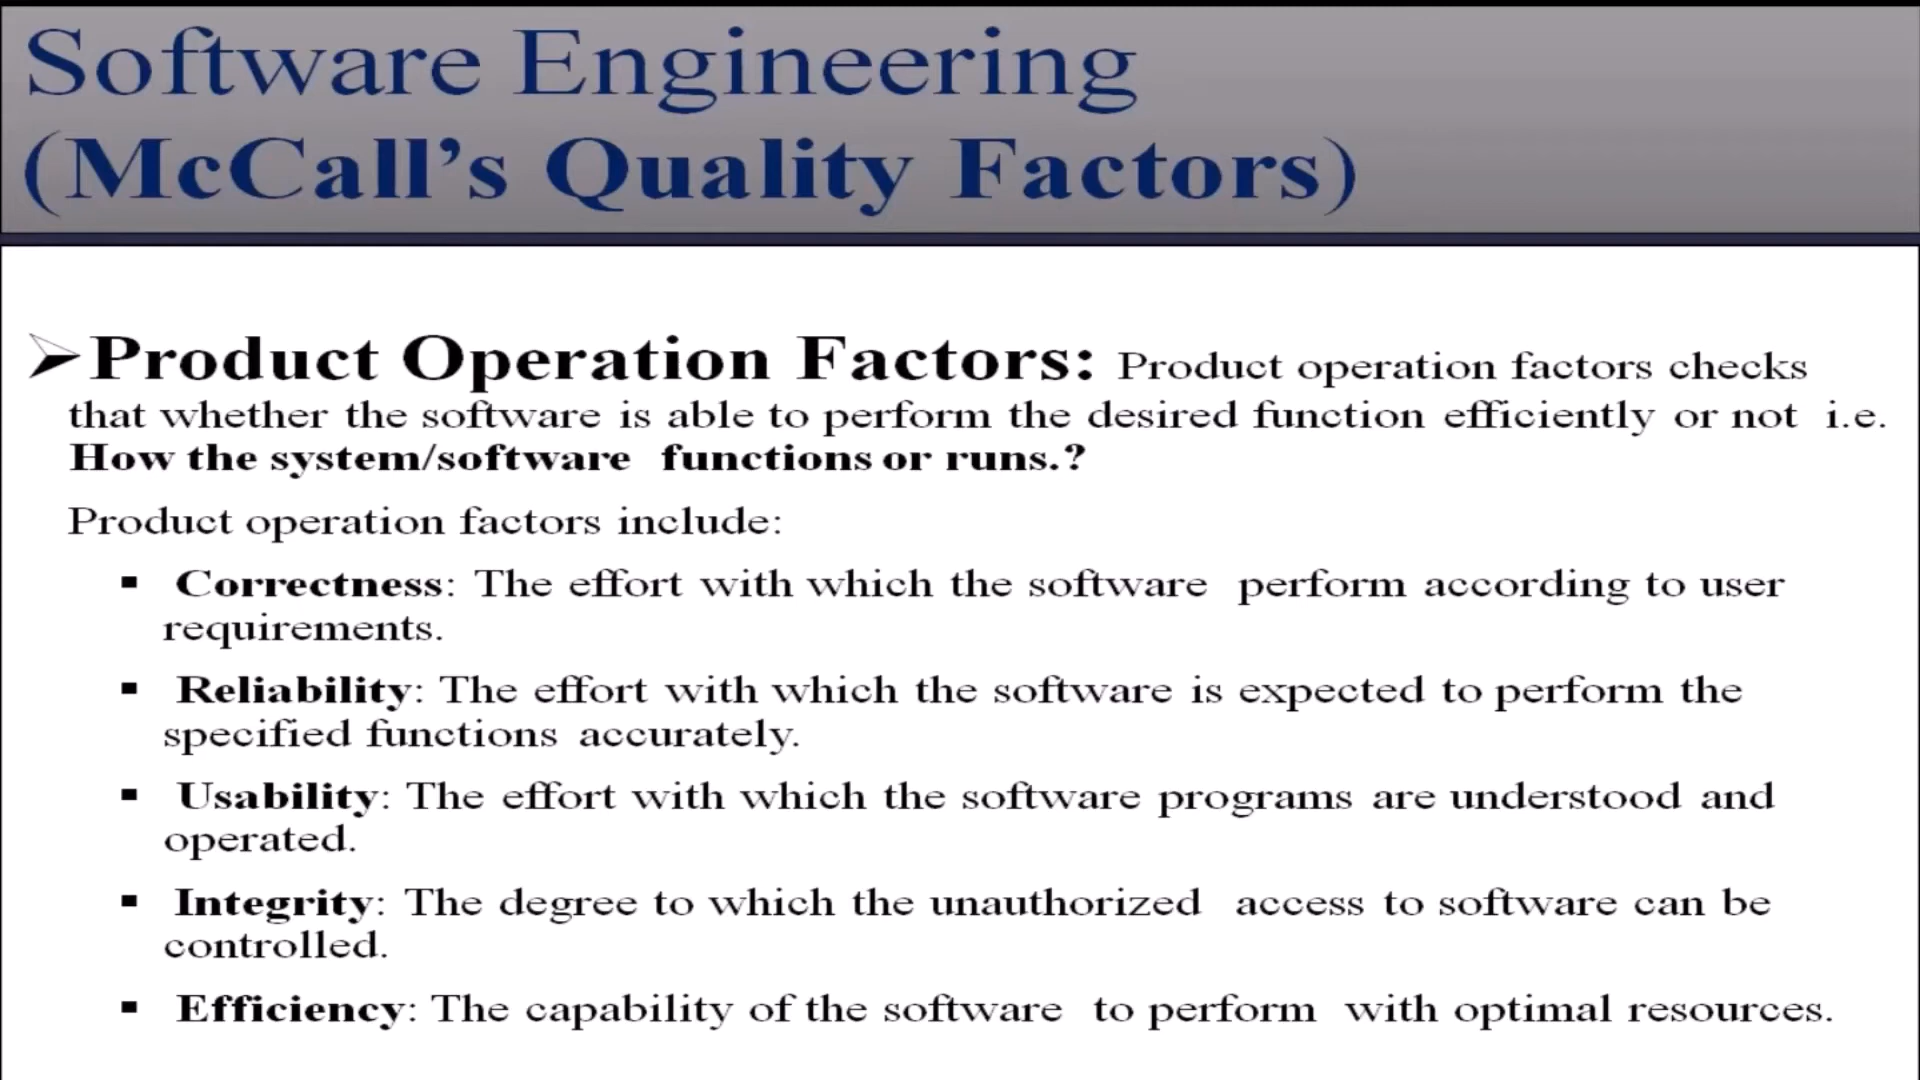 Software Engineering
(McCall's Quality Factors)
➢Product Operation Factors: Product operation factors checks
that whether the software is able to perform the desired function efficiently or not i.e.
How the system/software functions or runs.?
Product operation factors include:
▪ Correctness: The effort with which the software perform according to user
requirements.
▪ Reliability: The effort with which the software is expected to perform the
specified functions accurately.
▪ Usability: The effort with which the software programs are understood and
operated.
▪ Integrity: The degree to which the unauthorized access to software can be
controlled.
▪ Efficiency: The capability of the software to perform with optimal resources.